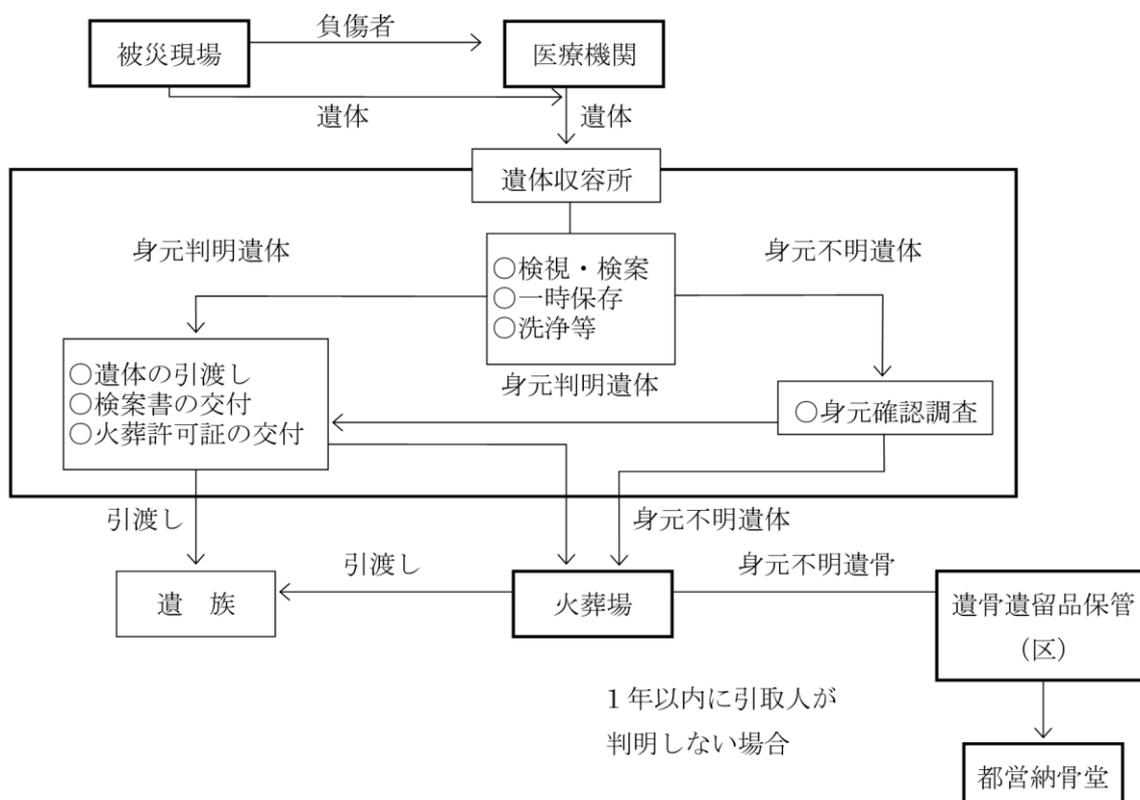 負傷者
被災現場
医療機関
遺体
遺体
遺体収容所
身元判明遺体
身元不明遺体
○検視・検案
○一時保存
○洗浄等
○遺体の引渡し
○検案書の交付
○火葬許可証の交付
身元判明遺体
○身元確認調査
引渡し
身元不明遺体
引渡し
身元不明遺骨
遺　族
火葬場
遺骨遺留品保管
（区）
1 年以内に引取人が
判明しない場合
都営納骨堂